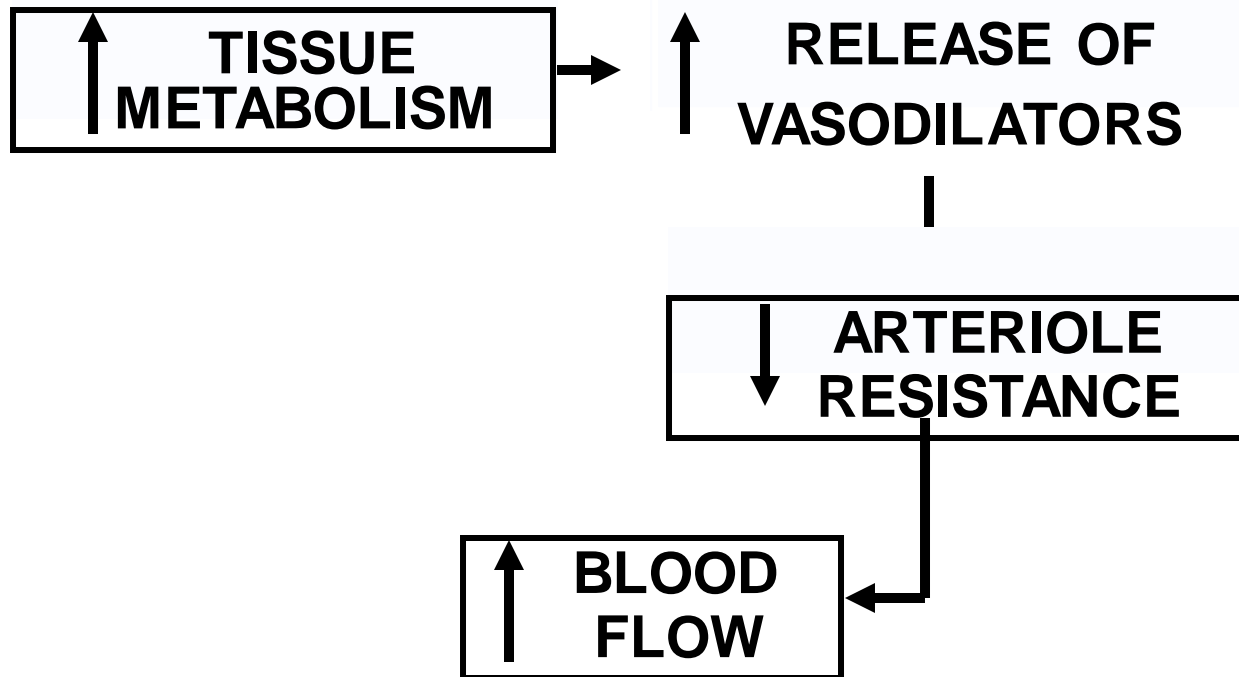 TISSUE
METABOLISM
RELEASE OF
VASODILATORS
ARTERIOLE
RESISTANCE
BLOOD
FLOW